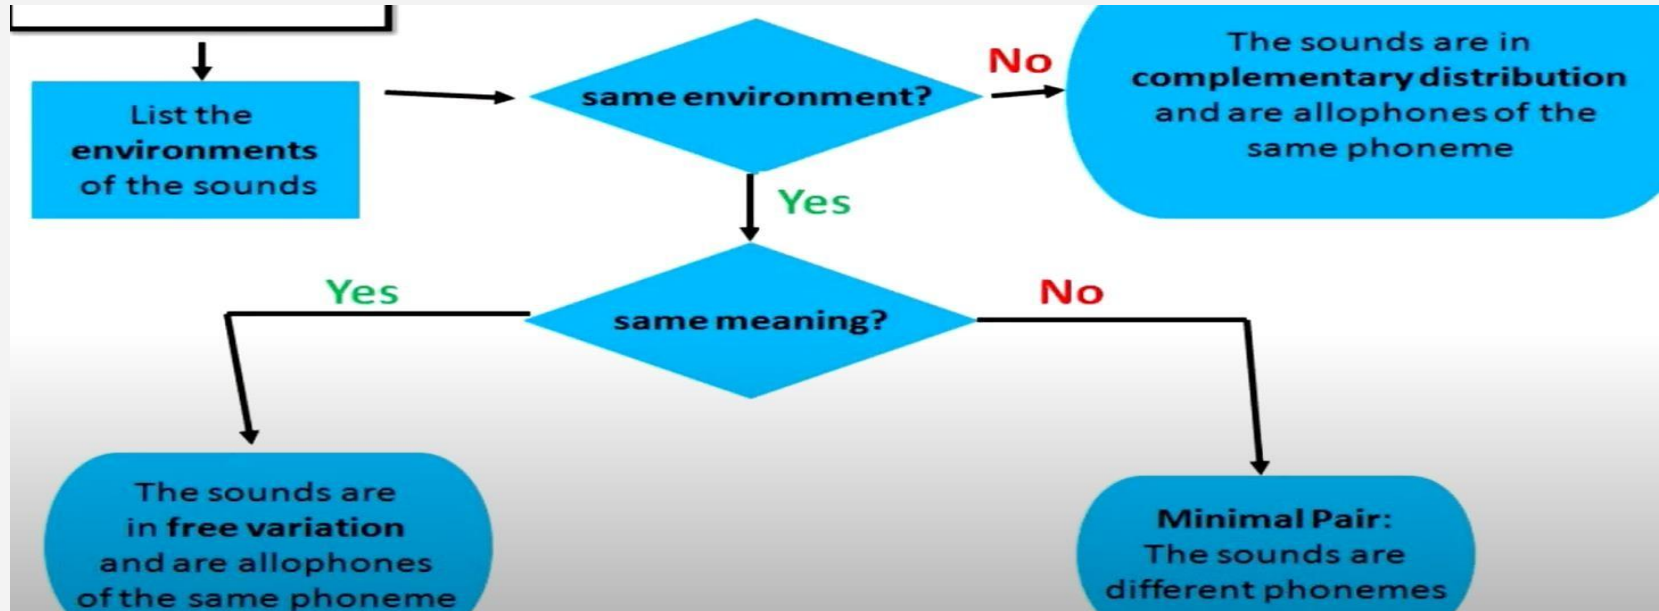 List the
environments
of the sounds
same environment?
No
The sounds are in
complementary distribution
and are allophones of the
same phoneme
Yes
same meaning?
Yes
No
The sounds are
in free variation
and are allophones
of the same phoneme
Minimal Pair:
The sounds are
different phonemes